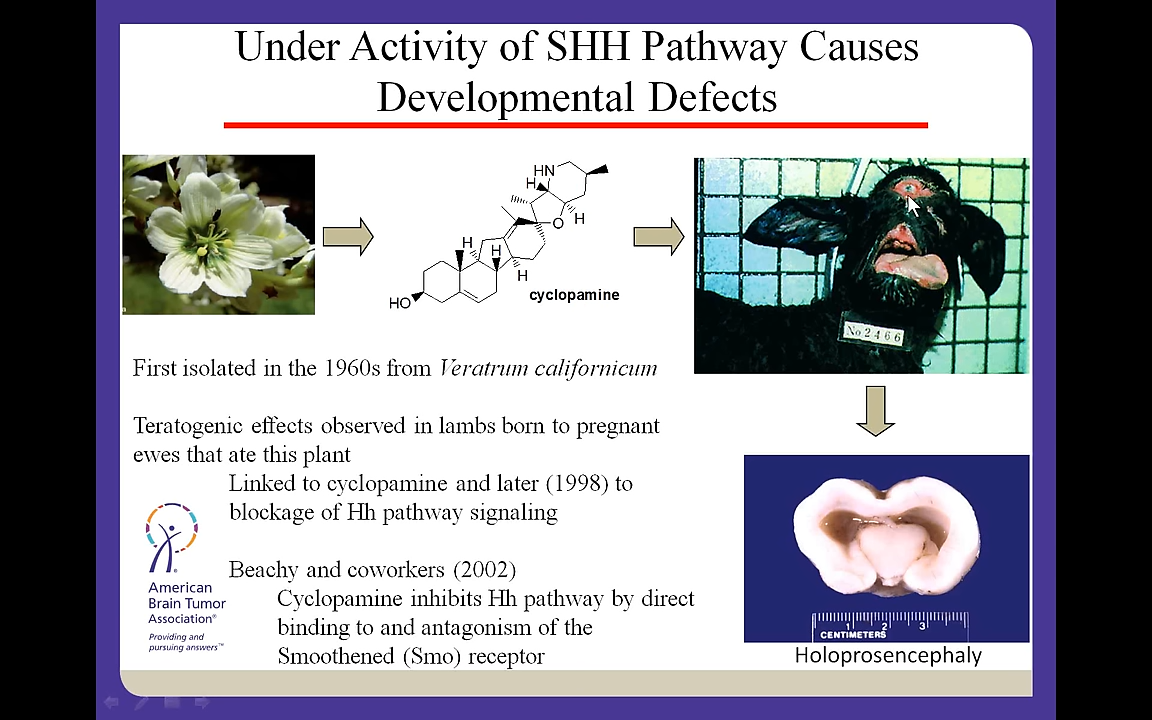 Under Activity of SHH Pathway Causes
Developmental Defects
HN
H
H
O
H
H
H
HO
cyclopamine
No 2466
First isolated in the 1960s from Veratrum californicum
Teratogenic effects observed in lambs born to pregnant
ewes that ate this plant
Linked to cyclopamine and later (1998) to
blockage of Hh pathway signaling
Beachy and coworkers (2002)
Cyclopamine inhibits Hh pathway by direct
binding to and antagonism of the
Smoothened (Smo) receptor
American
Brain Tumor
Association®
Providing and
pursuing answers™
1 2 3
CENTIMETERS
Holoprosencephaly